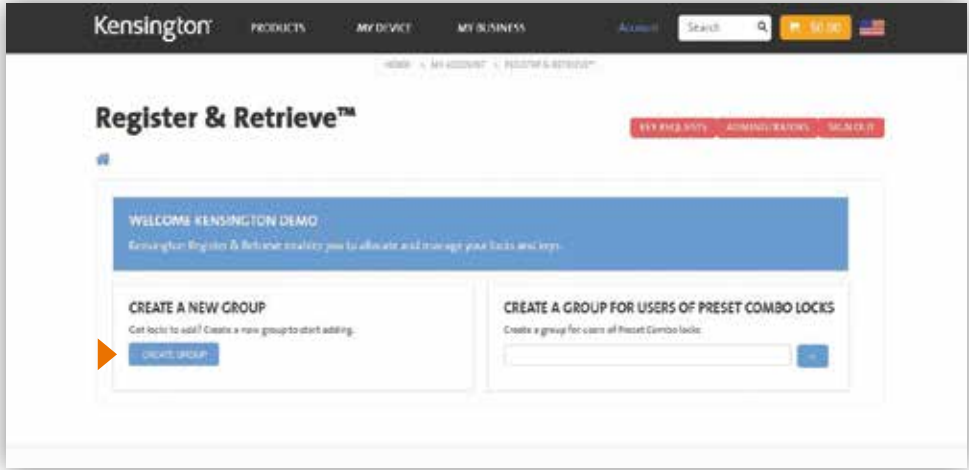 Kensington PRODUCTS MY DEVICE MY BUSINESS Account Search $0.00
HOME MY ACCOUNT REGISTER & RETRIEVE™
Register & Retrieve™
KEY REQUESTS ADMINISTRATORS SIGN OUT
WELCOME KENSINGTON DEMO
Kensington Register & Retrieve enables you to allocate and manage your locks and keys.
CREATE A NEW GROUP
Got locks to add? Create a new group to start adding.
CREATE GROUP
CREATE A GROUP FOR USERS OF PRESET COMBO LOCKS
Create a group for users of Preset Combo locks